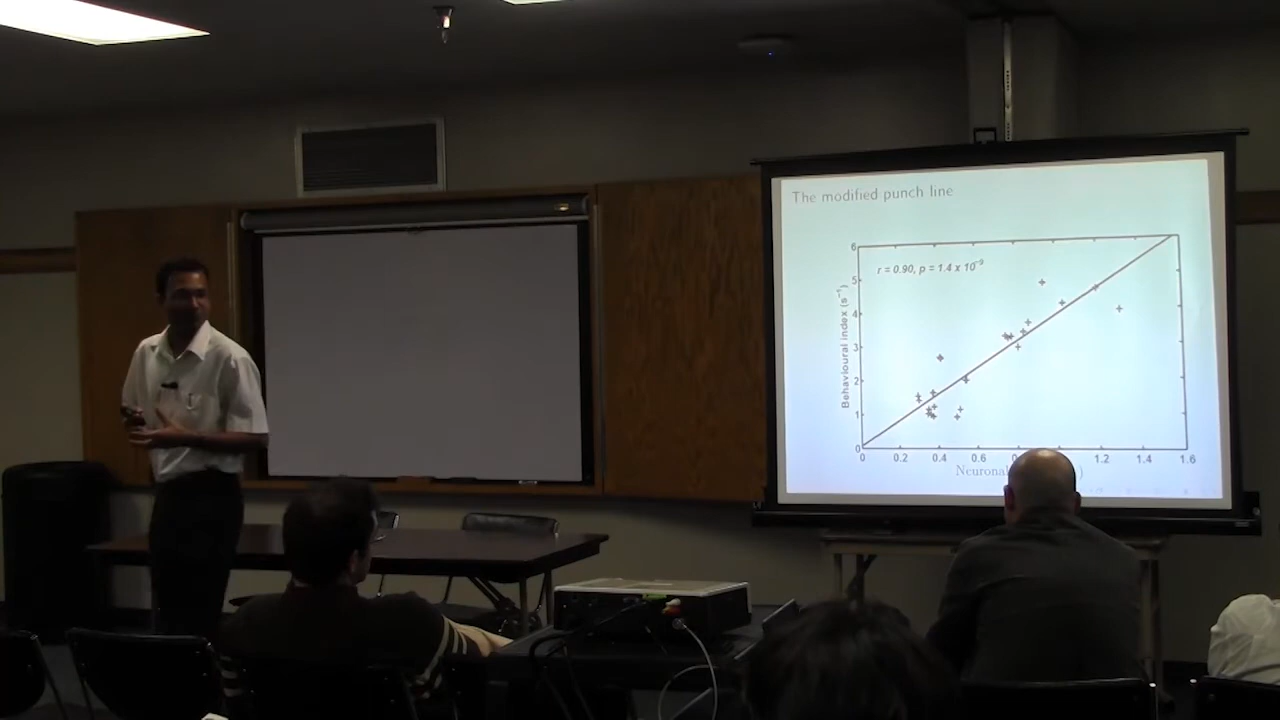 The modified punch line
r = 0.90, p = 1.4 x 10⁻⁹
Behavioural index (s⁻¹)
6
5
4
3
2
1
0
0 0.2 0.4 0.6 1.2 1.4 1.6
Neuronal )